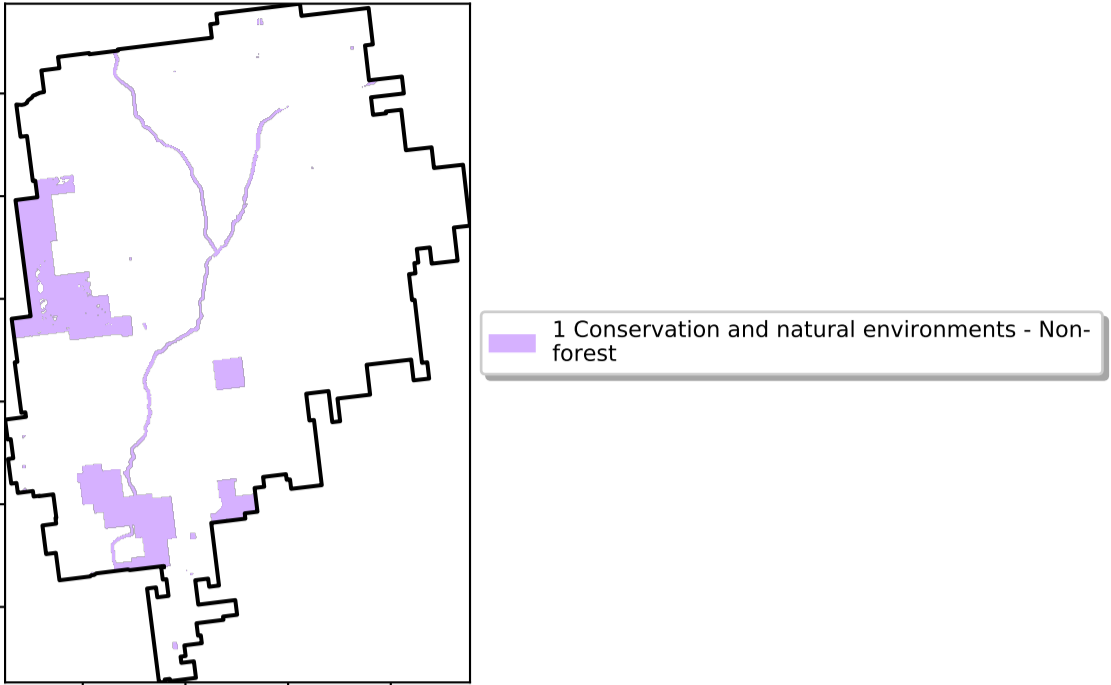 1 Conservation and natural environments - Non-
forest